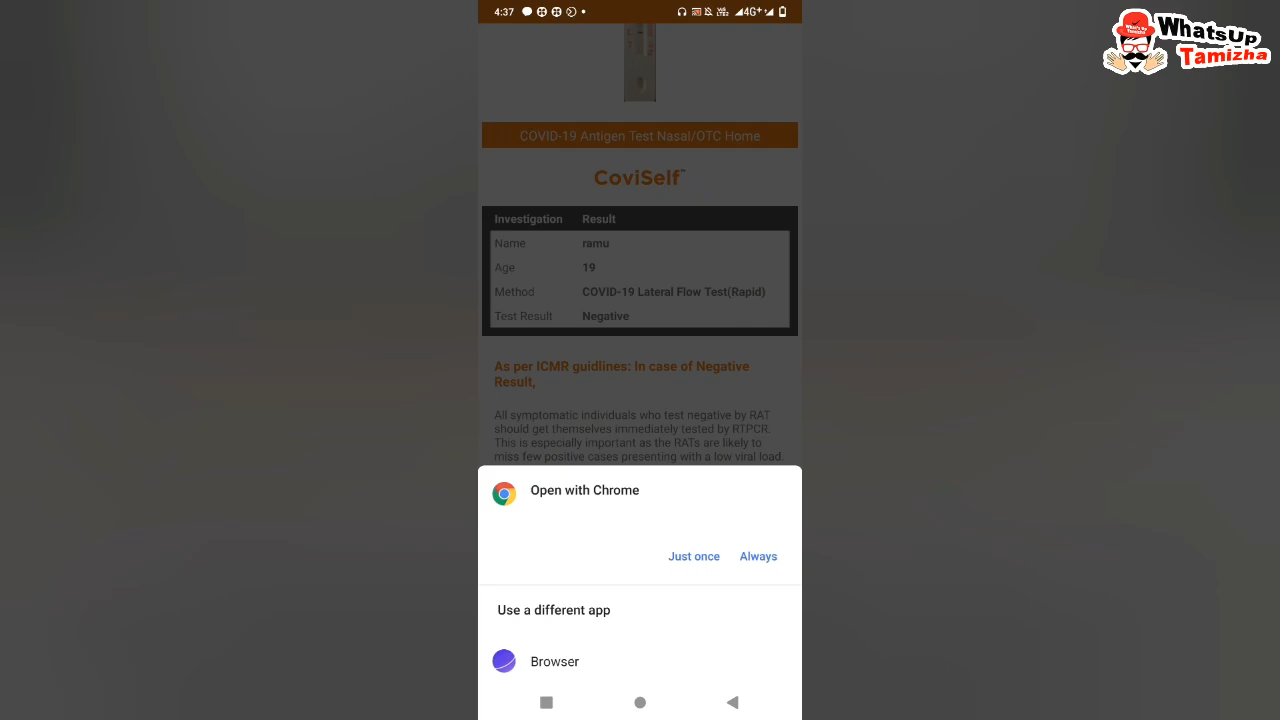 4:37
4G+
WhatsUp
Tamizha
COVID-19 Antigen Test Nasal/OTC Home
CoviSelf™
Investigation Result
Name ramu
Age 19
Method COVID-19 Lateral Flow Test(Rapid)
Test Result Negative
As per ICMR guidlines: In case of Negative
Result,
All symptomatic individuals who test negative by RAT
should get themselves immediately tested by RTPCR.
This is especially important as the RATs are likely to
miss few positive cases presenting with a low viral load.
Open with Chrome
Just once Always
Use a different app
Browser